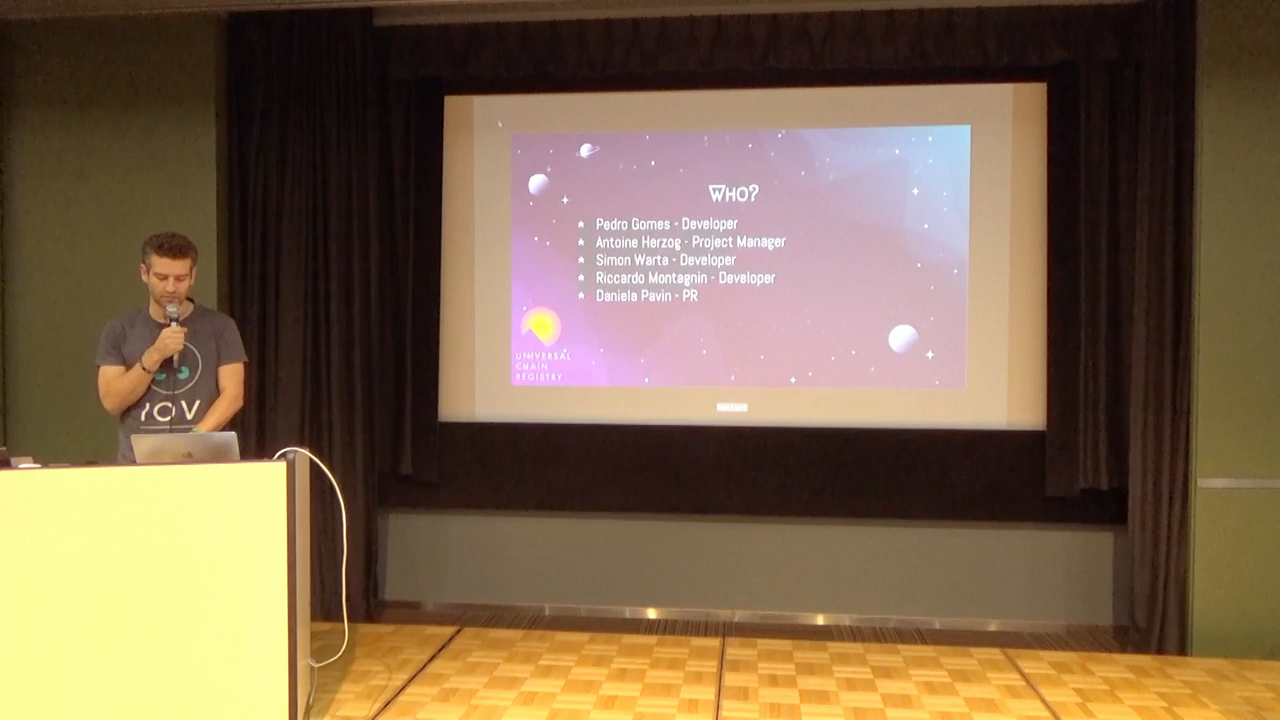 WHO?
Pedro Gomes - Developer
Antoine Herzog - Project Manager
Simon Warta - Developer
Riccardo Montagnin - Developer
Daniela Pavin - PR
UNIVERSAL
CHAIN
REGISTRY
IOV